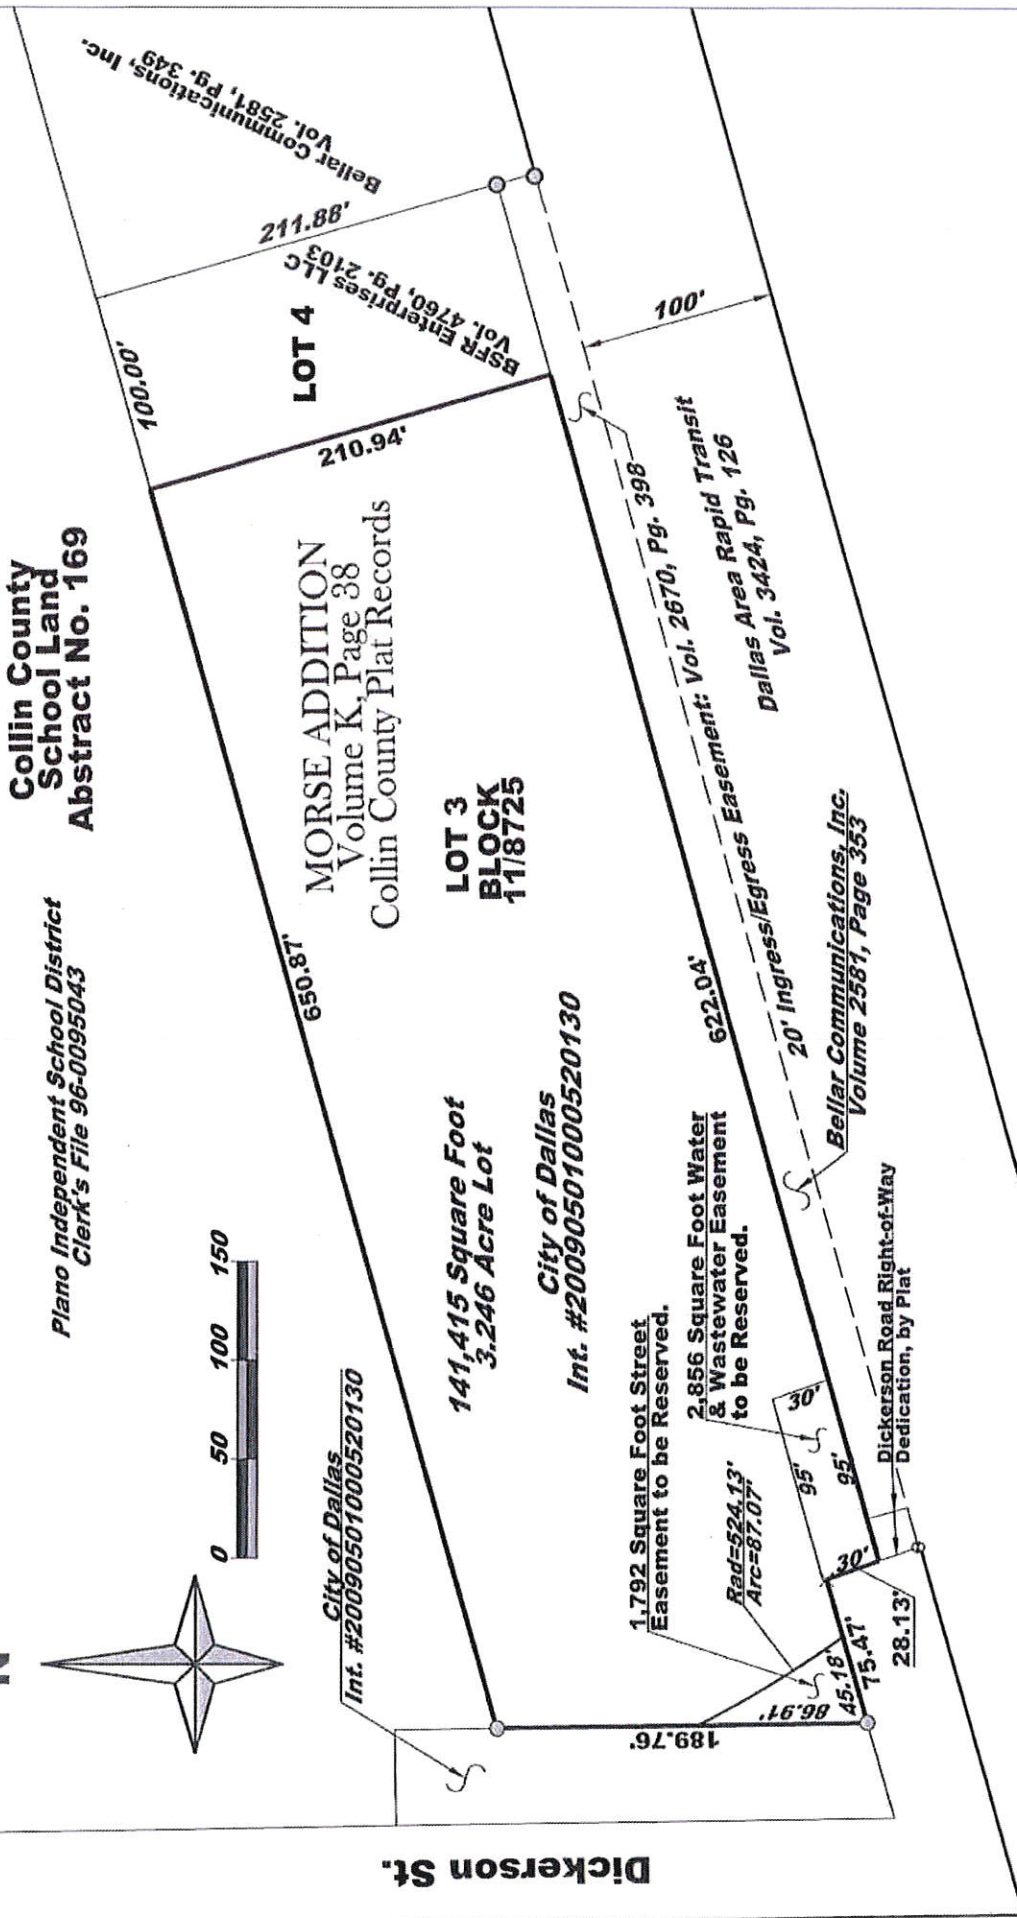 N
Dickerson St.
Plano Independent School District
Clerk's File 96-0095043
Collin County
School Land
Abstract No. 169
0 50 100 150
City of Dallas
Int. #20090501000520130
650.87'
100.00'
211.88'
Bellar Communications, Inc.
Vol. 2581, Pg. 349
LOT 4
BSFR Enterprises LLC
Vol. 4760, Pg. 2103
210.94'
MORSE ADDITION
Volume K, Page 38
Collin County Plat Records
LOT 3
BLOCK
11/8725
141,415 Square Foot
3.246 Acre Lot
City of Dallas
Int. #20090501000520130
189.76'
86.91'
45.18'
75.47'
1,792 Square Foot Street
Easement to be Reserved.
Rad=524.13'
Arc=87.07'
2,856 Square Foot Water
& Wastewater Easement
to be Reserved.
30'
95'
95'
30'
28.13'
622.04'
Dickerson Road Right-of-Way
Dedication, by Plat
20' Ingress/Egress Easement: Vol. 2670, Pg. 398
Bellar Communications, Inc.
Volume 2581, Page 353
Dallas Area Rapid Transit
Vol. 3424, Pg. 126
100'